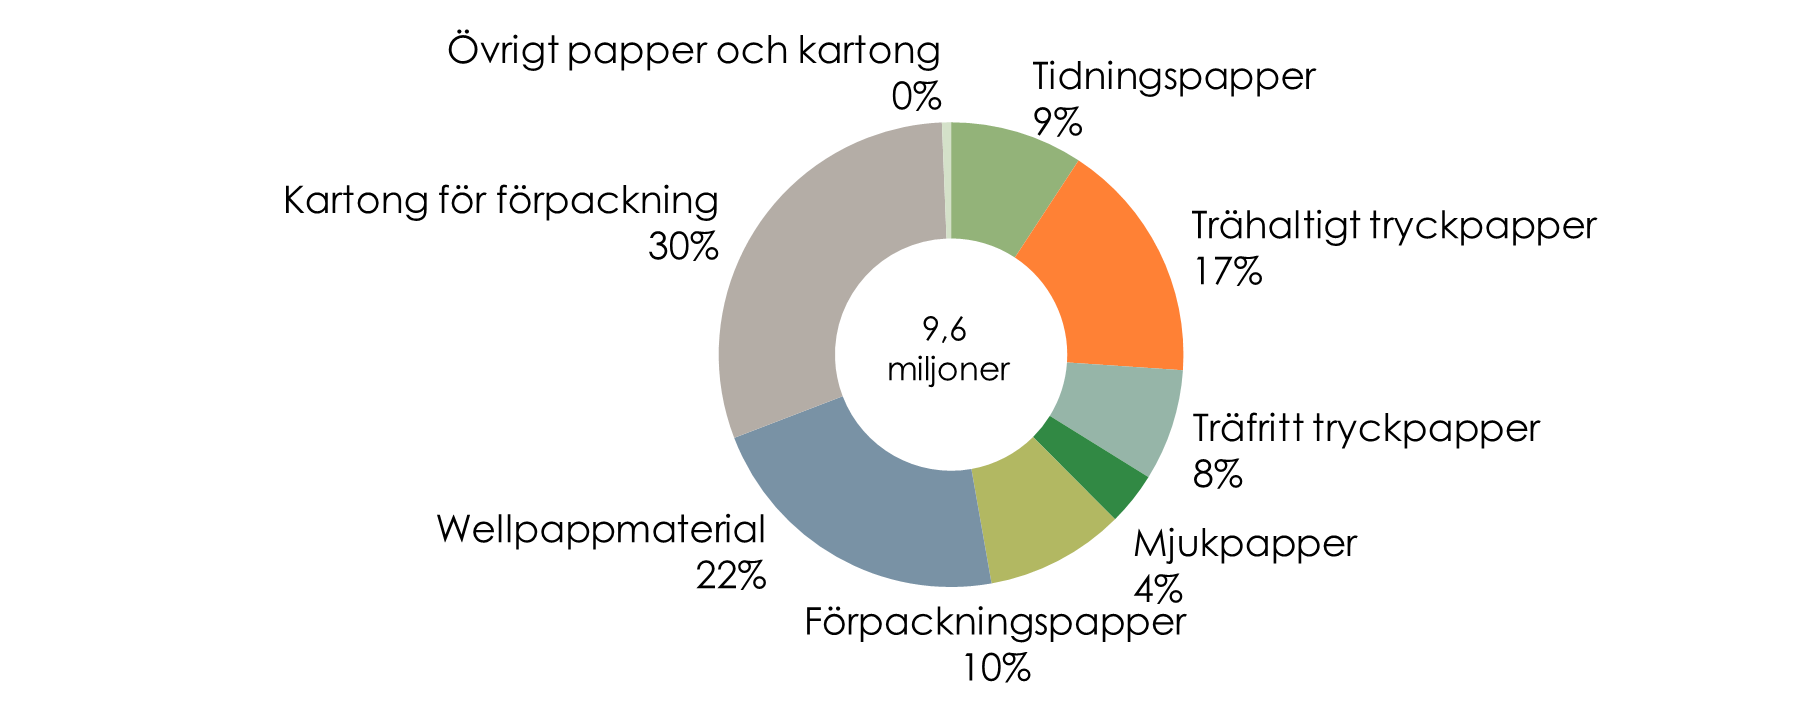 Övrigt papper och kartong
0%
Tidningspapper
9%
Kartong för förpackning
30%
Trähaltigt tryckpapper
17%
9,6
miljoner
Träfritt tryckpapper
8%
Wellpappmaterial
22%
Mjukpapper
4%
Förpackningspapper
10%